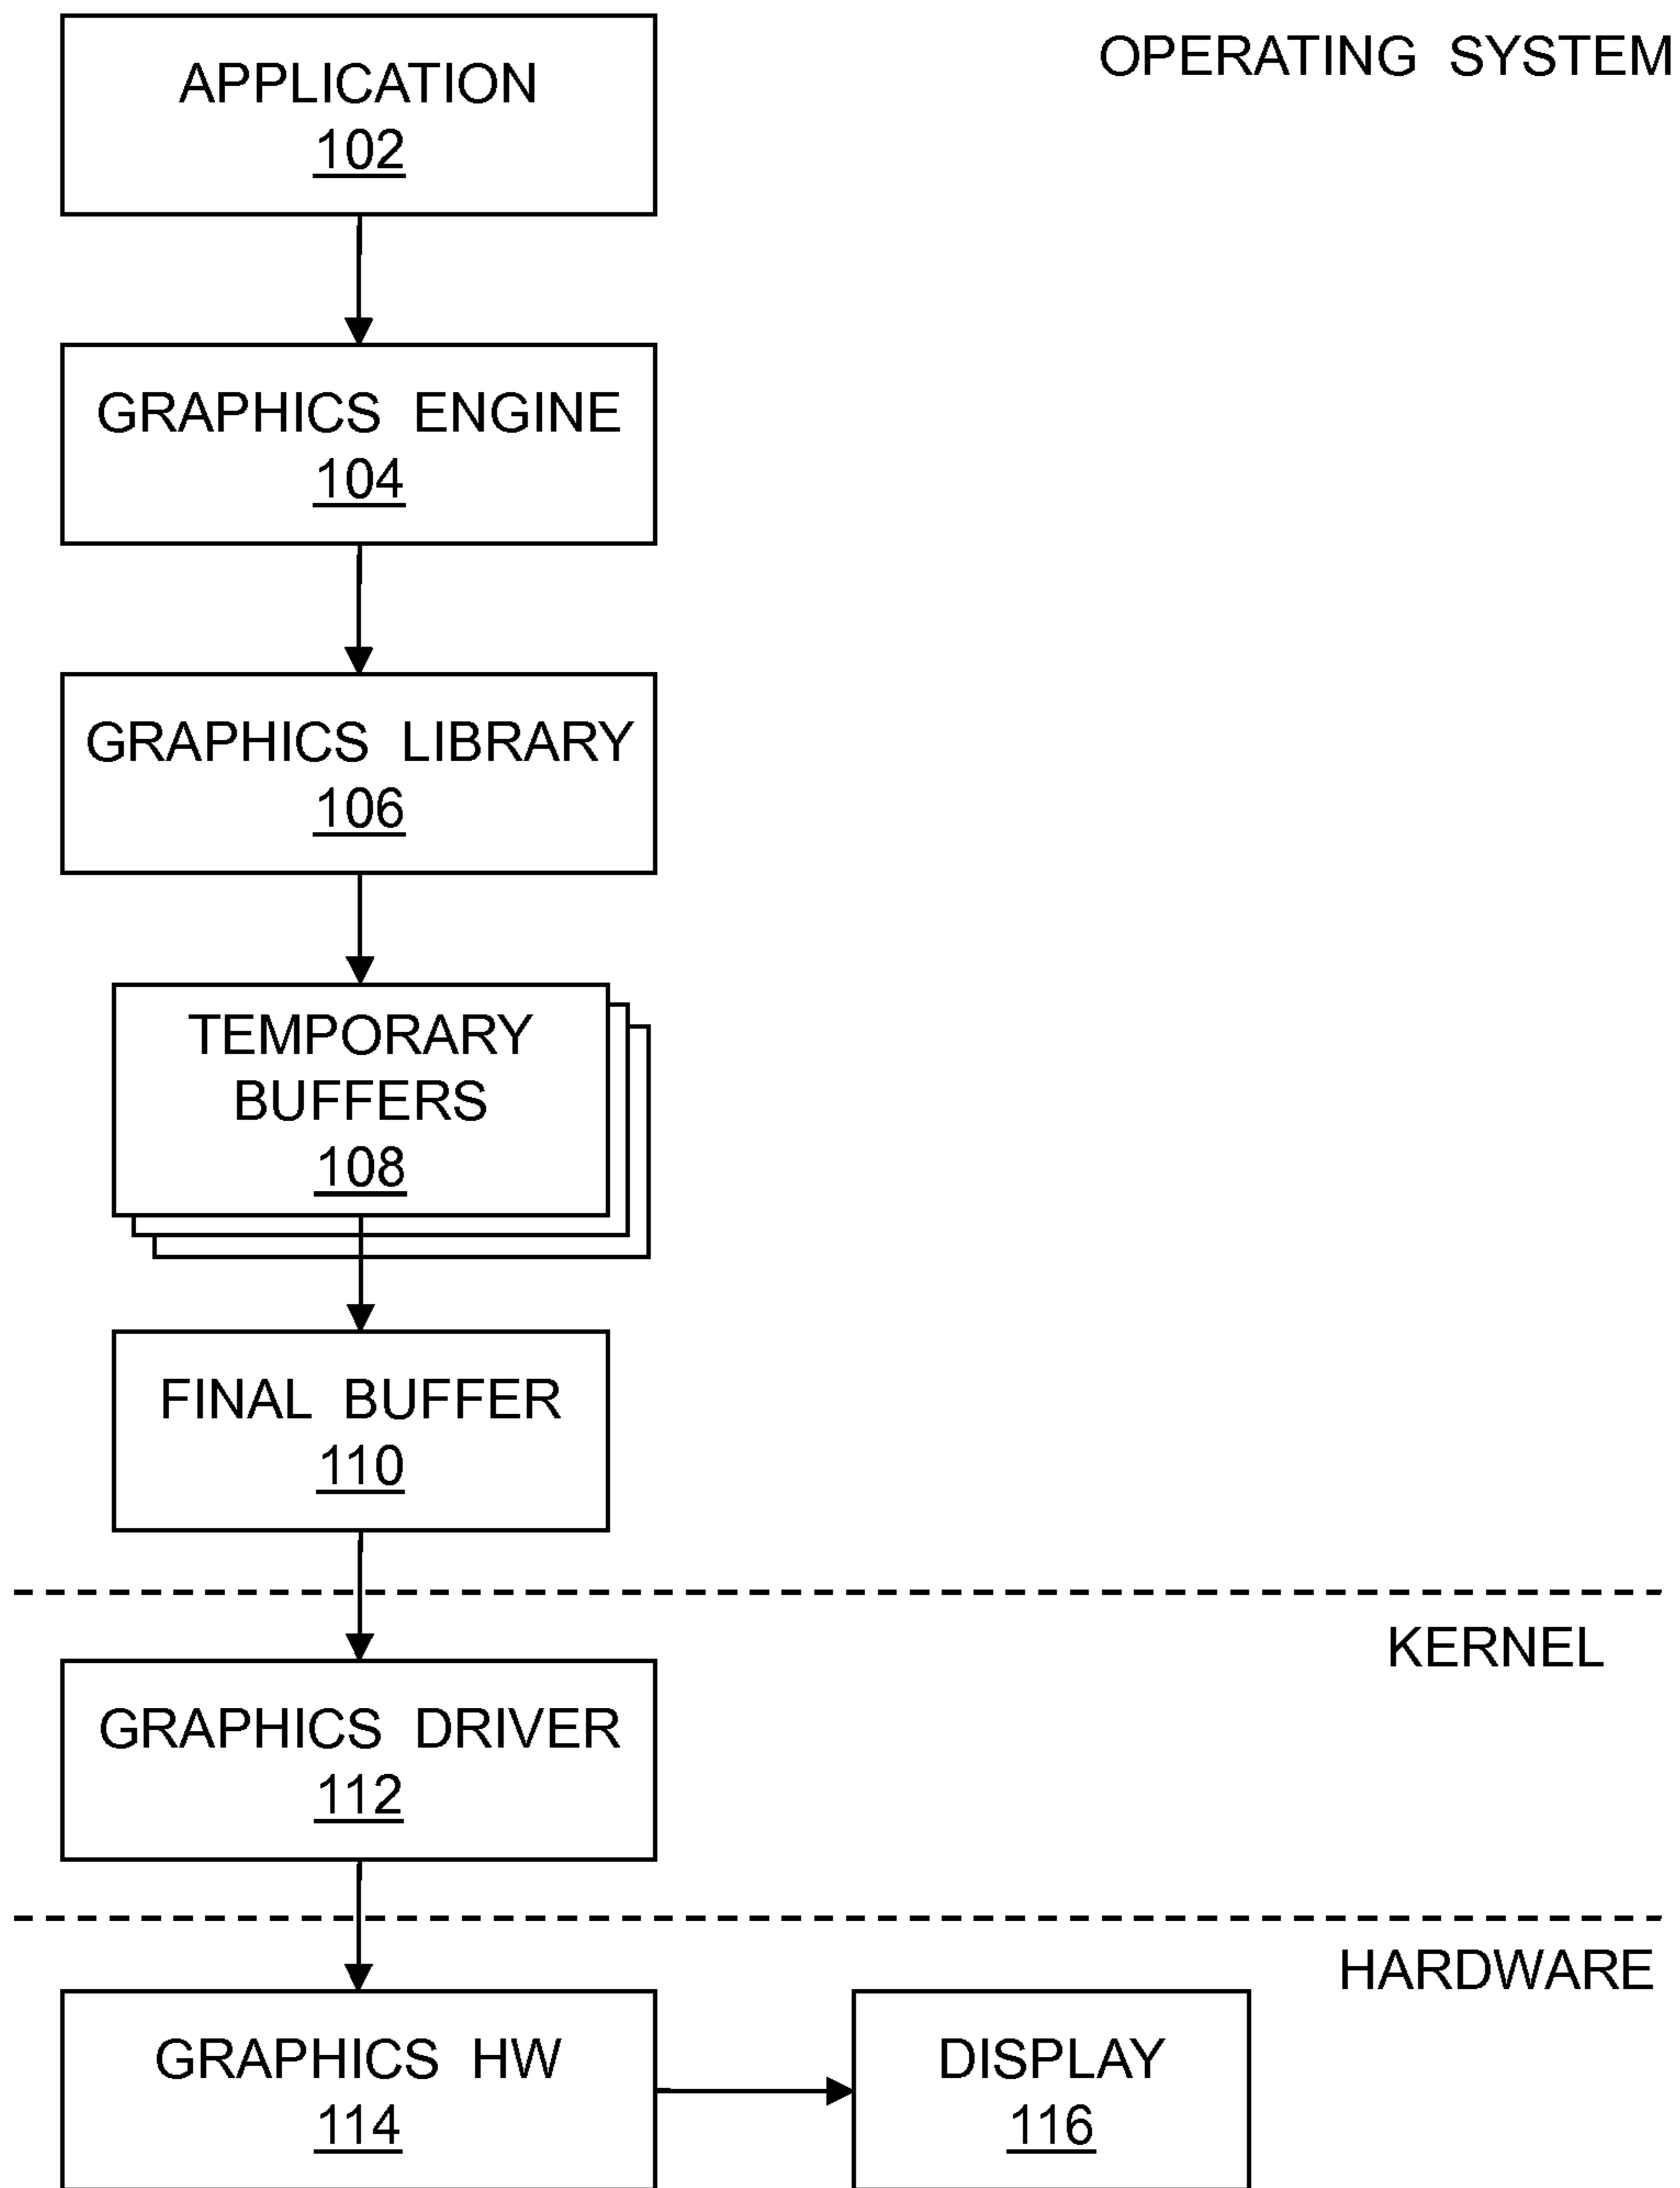 APPLICATION
102
OPERATING SYSTEM
GRAPHICS ENGINE
104
GRAPHICS LIBRARY
106
TEMPORARY
BUFFERS
108
FINAL BUFFER
110
KERNEL
GRAPHICS DRIVER
112
HARDWARE
GRAPHICS HW
114
DISPLAY
116